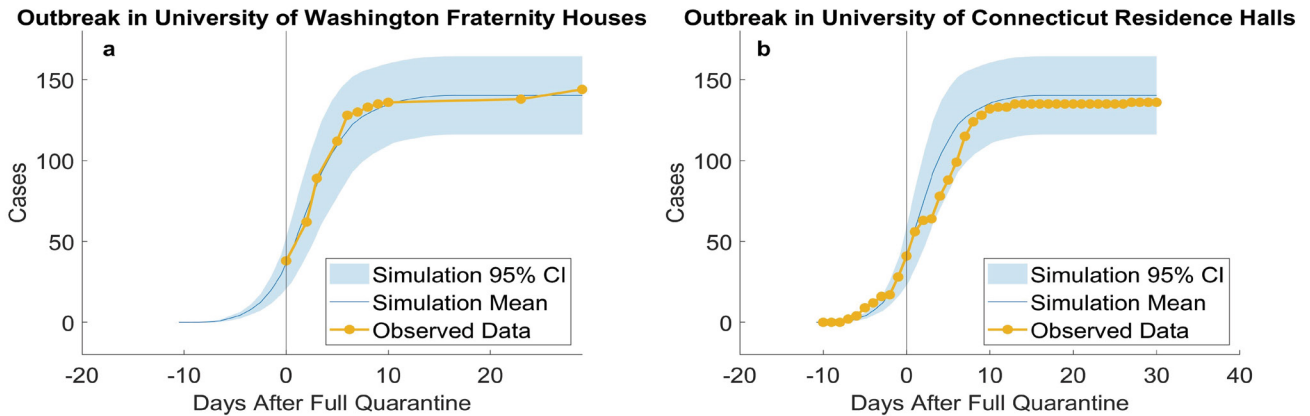 Outbreak in University of Washington Fraternity Houses
a
150
100
50
0
Cases
-20
-10
0
10
20
Days After Full Quarantine
Simulation 95% CI
Simulation Mean
Observed Data
Outbreak in University of Connecticut Residence Halls
b
150
100
50
0
Cases
-20
-10
0
10
20
30
40
Days After Full Quarantine
Simulation 95% CI
Simulation Mean
Observed Data